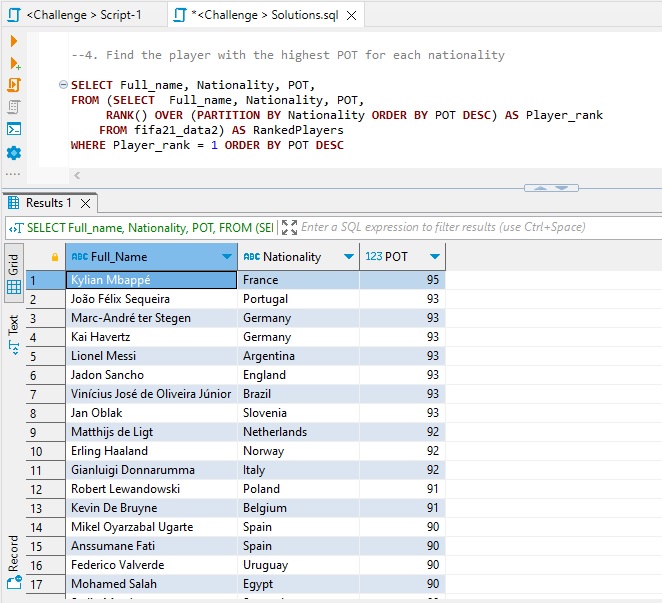 <Challenge > Script-1
*<Challenge > Solutions.sql
--4. Find the player with the highest POT for each nationality
SELECT Full_name, Nationality, POT,
FROM (SELECT Full_name, Nationality, POT,
RANK() OVER (PARTITION BY Nationality ORDER BY POT DESC) AS Player_rank
FROM fifa21_data2) AS RankedPlayers
WHERE Player_rank = 1 ORDER BY POT DESC
Results 1
SELECT Full_name, Nationality, POT, FROM (SEI Enter a SQL expression to filter results (use Ctrl+Space)
Grid
Text
Record
ABC Full_Name ABC Nationality 123 POT
1 Kylian Mbappé France 95
2 João Félix Sequeira Portugal 93
3 Marc-André ter Stegen Germany 93
4 Kai Havertz Germany 93
5 Lionel Messi Argentina 93
6 Jadon Sancho England 93
7 Vinícius José de Oliveira Júnior Brazil 93
8 Jan Oblak Slovenia 93
9 Matthijs de Ligt Netherlands 92
10 Erling Haaland Norway 92
11 Gianluigi Donnarumma Italy 92
12 Robert Lewandowski Poland 91
13 Kevin De Bruyne Belgium 91
14 Mikel Oyarzabal Ugarte Spain 90
15 Anssumane Fati Spain 90
16 Federico Valverde Uruguay 90
17 Mohamed Salah Egypt 90